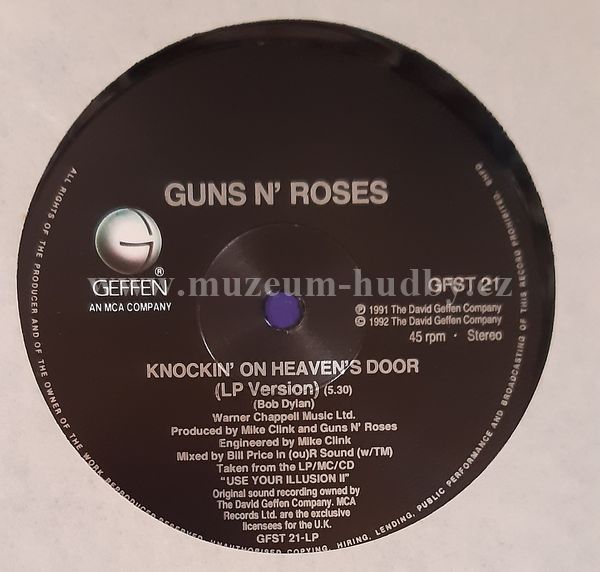 GUNS N' ROSES
®
GEFFEN
AN MCA COMPANY
GFST 21
℗ 1991 The David Geffen Company
© 1992 The David Geffen Company
45 rpm · Stereo
www.muzeum-hudby.cz
KNOCKIN' ON HEAVEN'S DOOR
(LP Version) (5.30)
(Bob Dylan)
Warner Chappell Music Ltd.
Produced by Mike Clink and Guns N' Roses
Engineered by Mike Clink
Mixed by Bill Price in (ou)R Sound (w/TM)
Taken from the LP/MC/CD
"USE YOUR ILLUSION II"
Original sound recording owned by
The David Geffen Company. MCA
Records Ltd. are the exclusive
licensees for the U.K.
GFST 21-LP
ALL RIGHTS OF THE PRODUCER AND OF THE OWNER OF THE WORK REPRODUCED RESERVED. UNAUTHORISED COPYING, HIRING, LENDING, PUBLIC PERFORMANCE AND BROADCASTING OF THIS RECORD PROHIBITED.